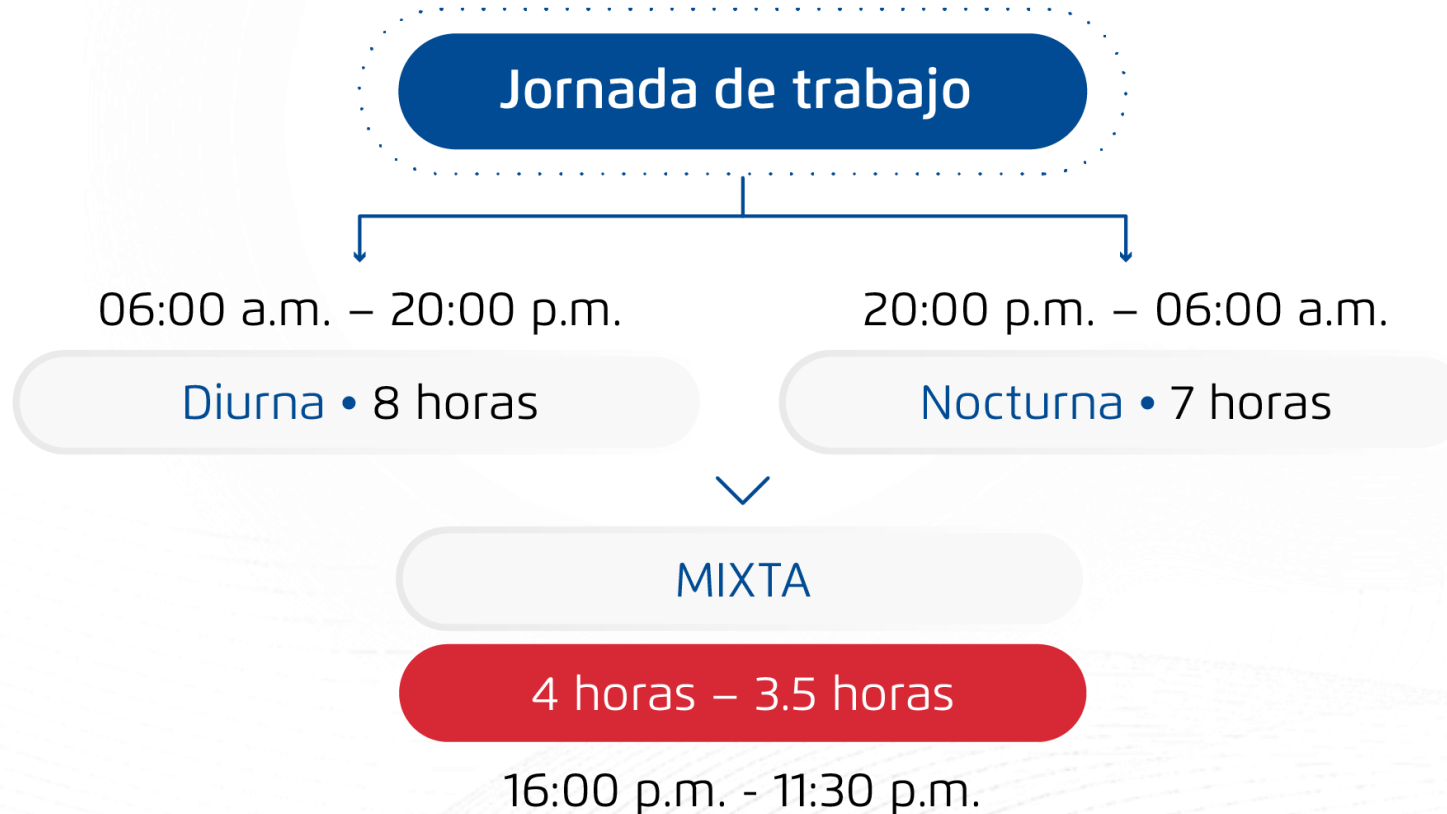 Jornada de trabajo
06:00 a.m. – 20:00 p.m.
20:00 p.m. – 06:00 a.m.
Diurna • 8 horas
Nocturna • 7 horas
MIXTA
4 horas – 3.5 horas
16:00 p.m. - 11:30 p.m.